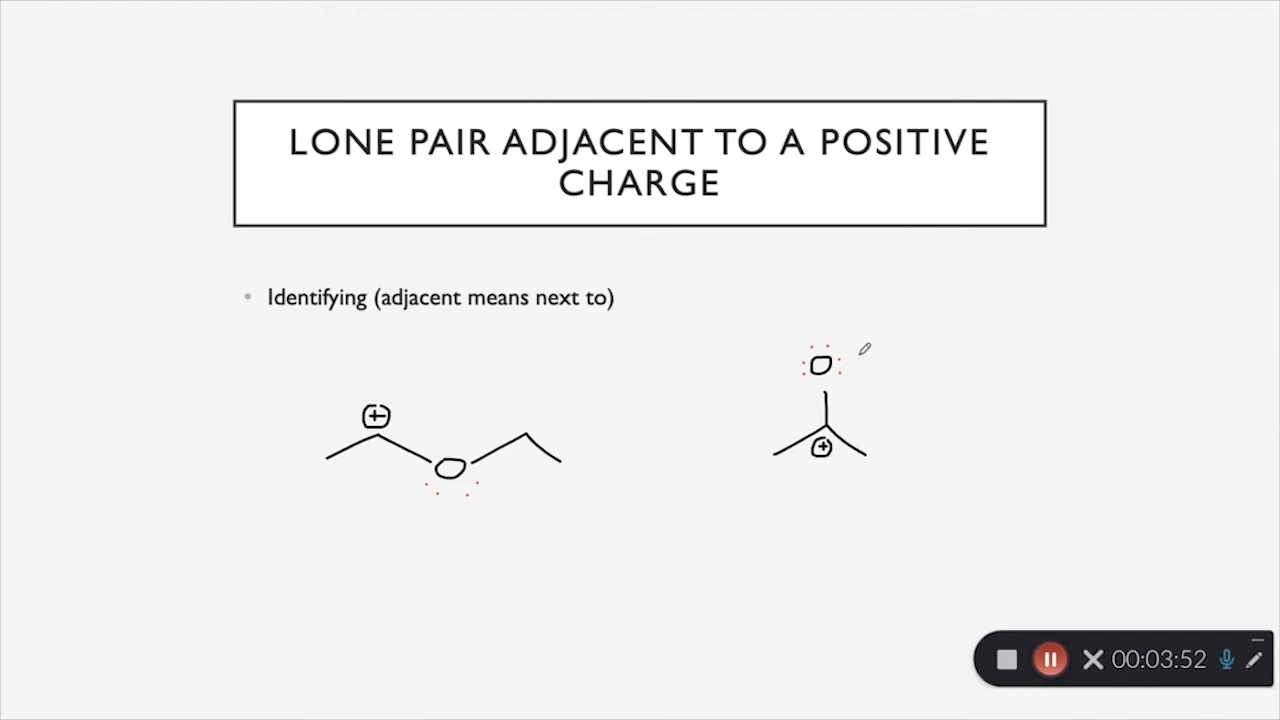 LONE PAIR ADJACENT TO A POSITIVE
CHARGE
• Identifying (adjacent means next to)
O
+
+
O
00:03:52